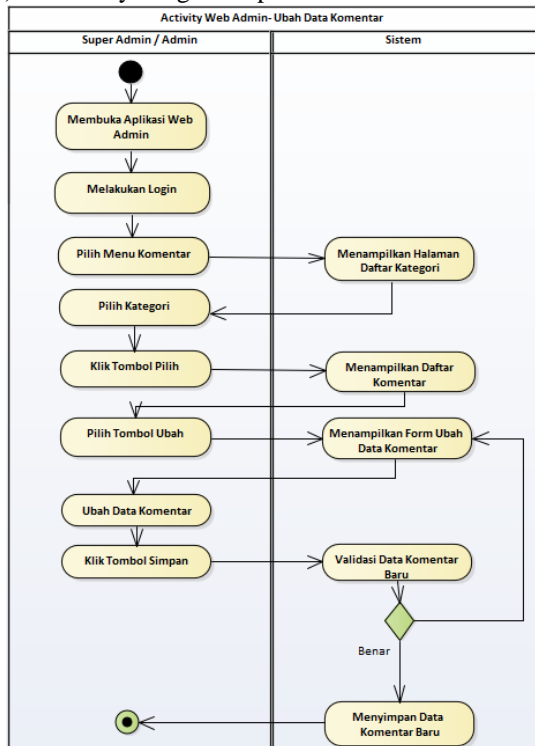 Activity Web Admin- Ubah Data Komentar
Super Admin / Admin
Sistem
Membuka Aplikasi Web
Admin
Melakukan Login
Pilih Menu Komentar
Menampilkan Halaman
Daftar Kategori
Pilih Kategori
Klik Tombol Pilih
Menampilkan Daftar
Komentar
Pilih Tombol Ubah
Menampilkan Form Ubah
Data Komentar
Ubah Data Komentar
Klik Tombol Simpan
Validasi Data Komentar
Baru
Benar
Menyimpan Data
Komentar Baru